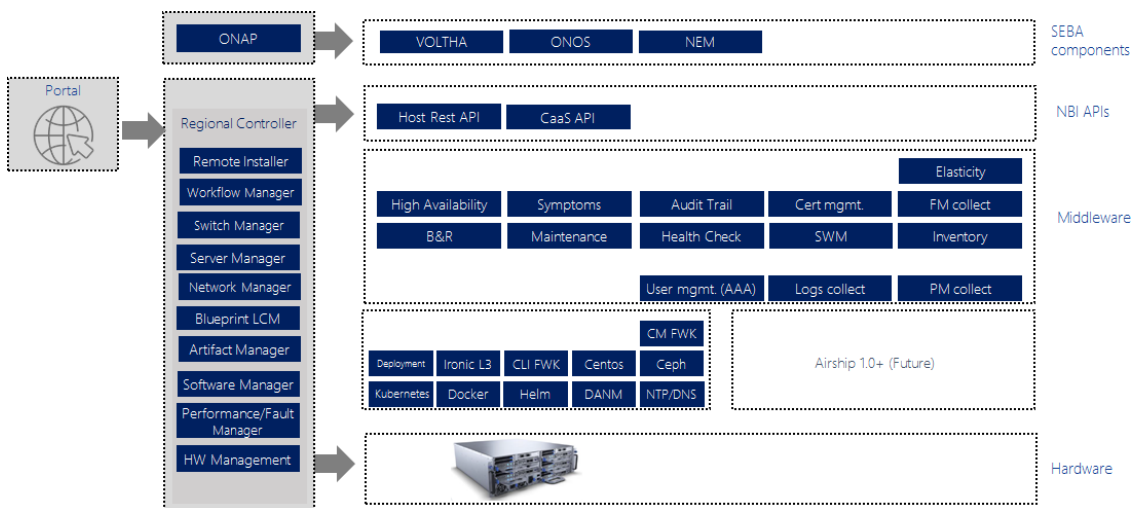 ONAP
VOLTHA
ONOS
NEM
SEBA
components
Portal
Regional Controller
Remote Installer
Workflow Manager
Switch Manager
Server Manager
Network Manager
Blueprint LCM
Artifact Manager
Software Manager
Performance/Fault
Manager
HW Management
Host Rest API
CaaS API
NBI APIs
Elasticity
High Availability
Symptoms
Audit Trail
Cert mgmt.
FM collect
B&R
Maintenance
Health Check
SWM
Inventory
User mgmt. (AAA)
Logs collect
PM collect
Middleware
CM FWK
Deployment
Ironic L3
CLI FWK
Centos
Ceph
Kubernetes
Docker
Helm
DANM
NTP/DNS
Airship 1.0+ (Future)
Hardware